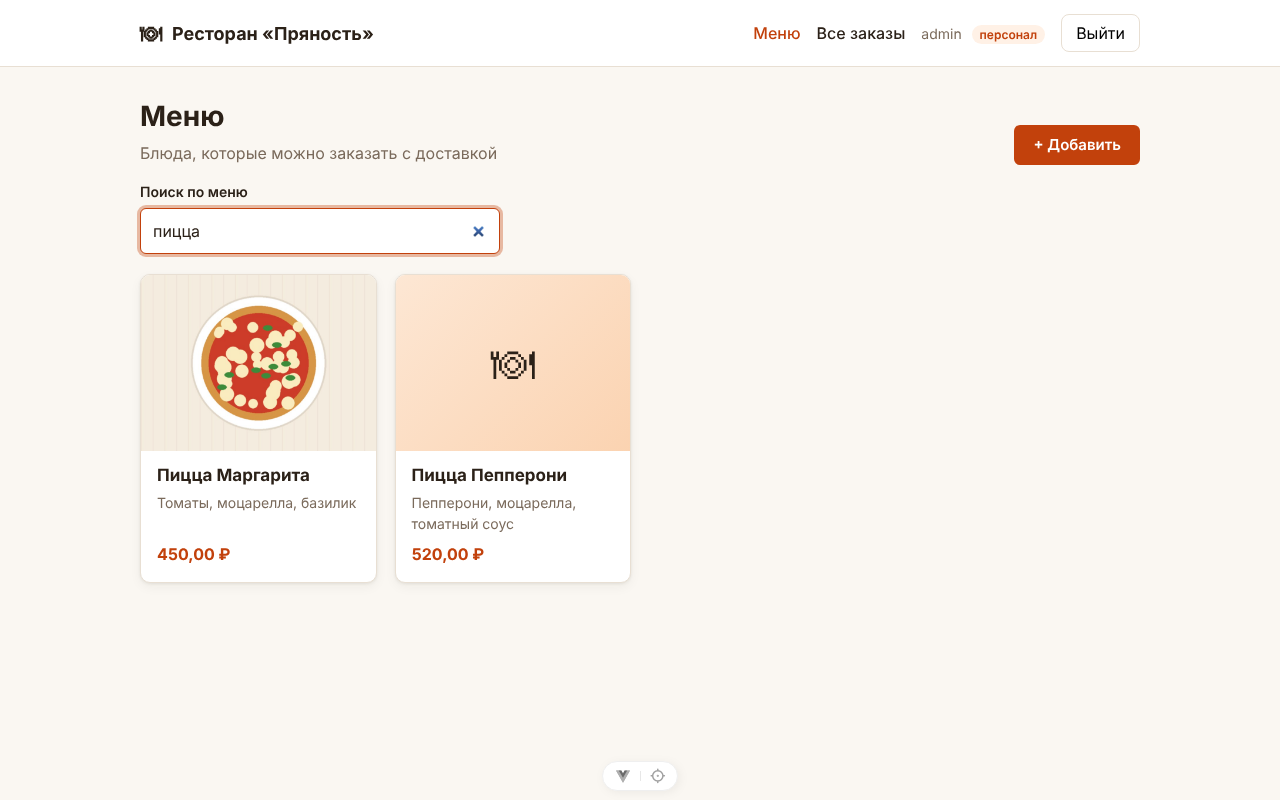 Ресторан «Пряность»
Меню Все заказы admin персонал Выйти
Меню
Блюда, которые можно заказать с доставкой
+ Добавить
Поиск по меню
пицца
Пицца Маргарита
Томаты, моцарелла, базилик
450,00 ₽
Пицца Пепперони
Пепперони, моцарелла,
томатный соус
520,00 ₽